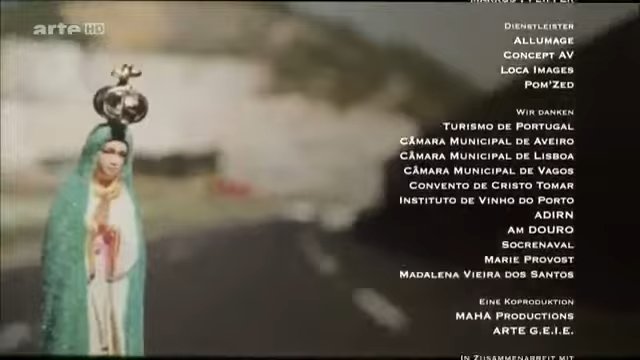 arte HD
MARKUS PFEIFFER
DIENSTLEISTER
ALLUMAGE
CONCEPT AV
LOCA IMAGES
POM'ZED
WIR DANKEN
TURISMO DE PORTUGAL
CÂMARA MUNICIPAL DE AVEIRO
CÂMARA MUNICIPAL DE LISBOA
CÂMARA MUNICIPAL DE VAGOS
CONVENTO DE CRISTO TOMAR
INSTITUTO DE VINHO DO PORTO
ADIRN
AM DOURO
SOCRENAVAL
MARIE PROVOST
MADALENA VIEIRA DOS SANTOS
EINE KOPRODUKTION
MAHA PRODUCTIONS
ARTE G.E.I.E.
IN ZUSAMMENARBEIT MIT